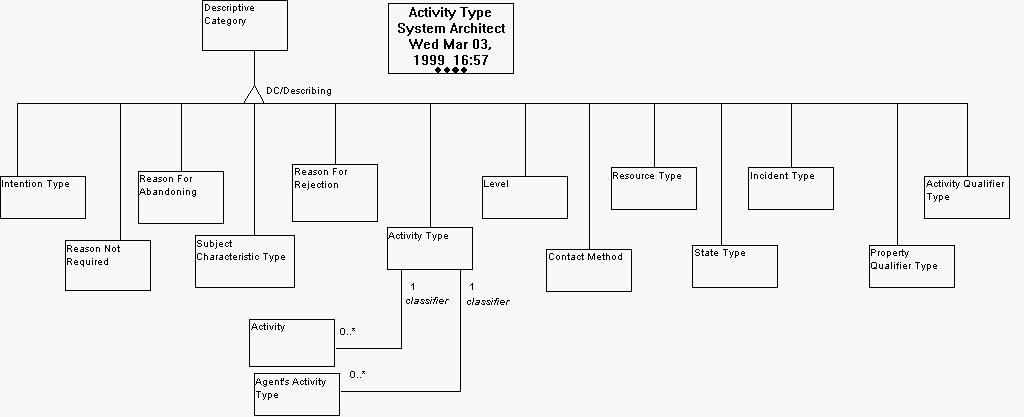 Descriptive
Category
Activity Type
System Architect
Wed Mar 03,
1999 16:57
DC/Describing
Intention Type
Reason For
Abandoning
Reason For
Rejection
Level
Resource Type
Incident Type
Activity Qualifier
Type
Reason Not
Required
Subject
Characteristic Type
Activity Type
Contact Method
State Type
Property
Qualifier Type
1
classifier
1
classifier
Activity
0..*
Agent's Activity
Type
0..*